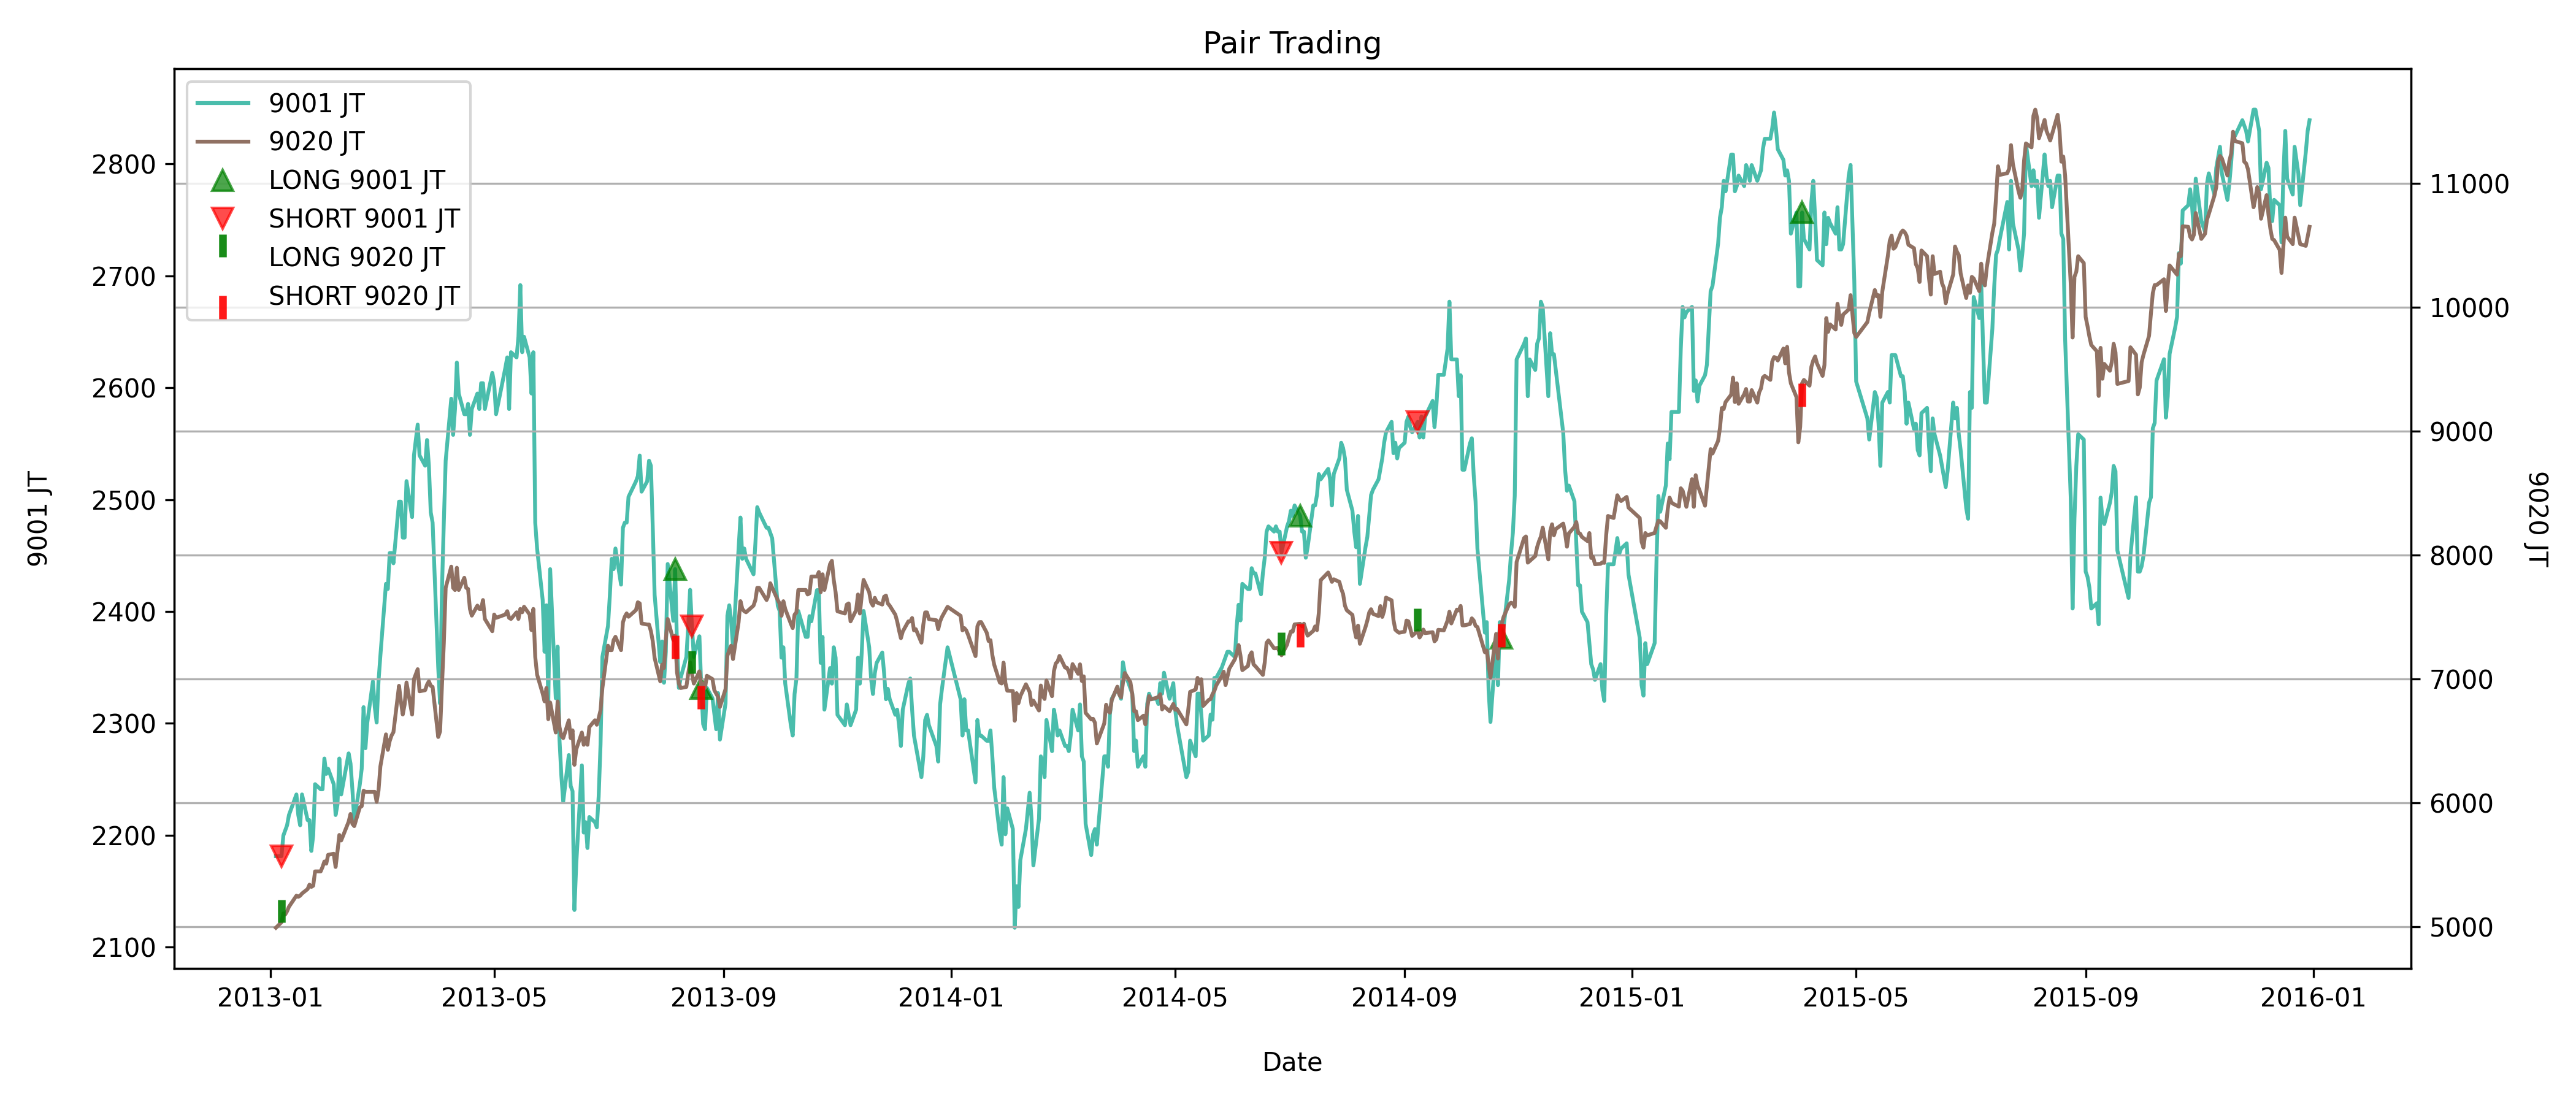 Pair Trading
9001 JT
9020 JT
LONG 9001 JT
SHORT 9001 JT
LONG 9020 JT
SHORT 9020 JT
2800
2700
2600
2500
2400
2300
2200
2100
9001 JT
11000
10000
9000
8000
7000
6000
5000
9020 JT
2013-01 2013-05 2013-09 2014-01 2014-05 2014-09 2015-01 2015-05 2015-09 2016-01
Date